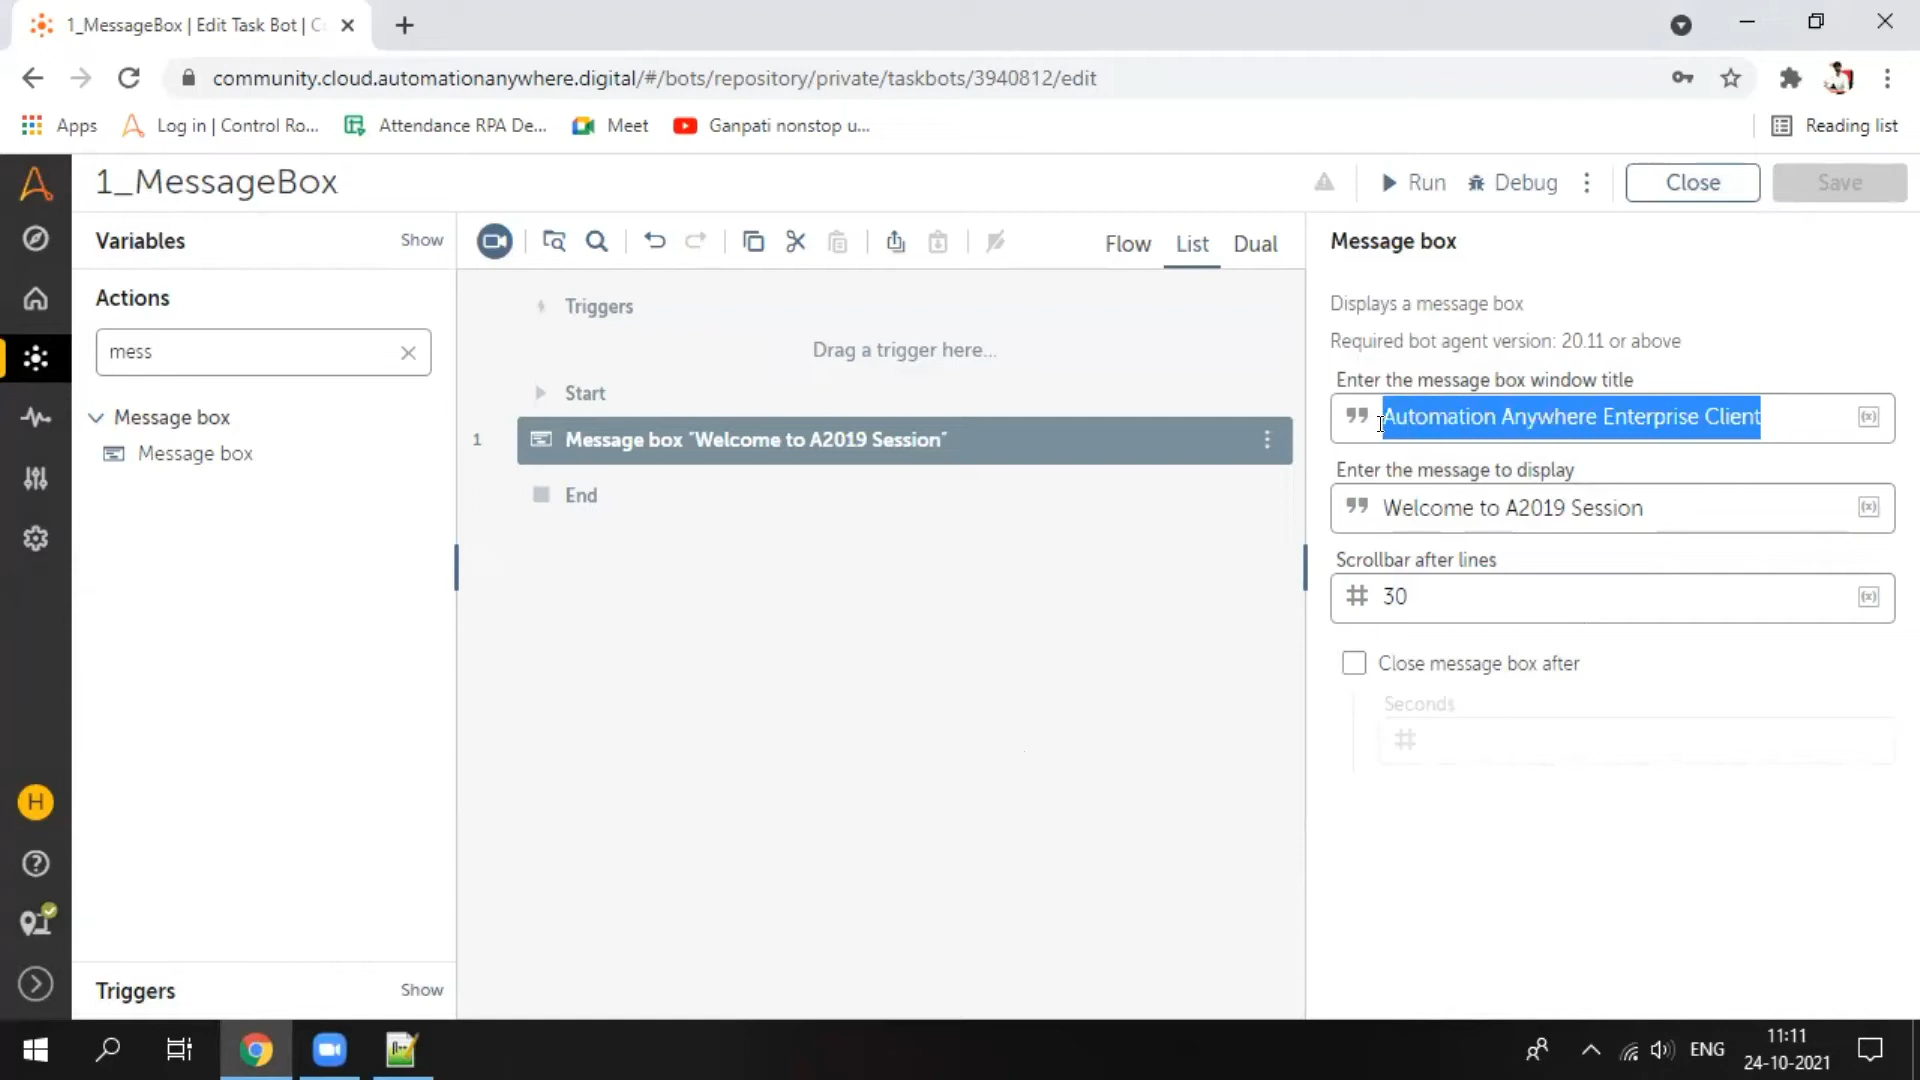 1_MessageBox | Edit Task Bot | C
community.cloud.automationanywhere.digital/#/bots/repository/private/taskbots/3940812/edit
Apps
Log in | Control Ro...
Attendance RPA De...
Meet
Ganpati nonstop u...
Reading list
1_MessageBox
Run
Debug
Close
Save
Variables
Show
Flow
List
Dual
Message box
Actions
mess
Message box
Message box
Triggers
Drag a trigger here...
Start
1
Message box "Welcome to A2019 Session"
End
Displays a message box
Required bot agent version: 20.11 or above
Enter the message box window title
Automation Anywhere Enterprise Client
Enter the message to display
Welcome to A2019 Session
Scrollbar after lines
30
Close message box after
Seconds
H
Triggers
Show
ENG
11:11
24-10-2021